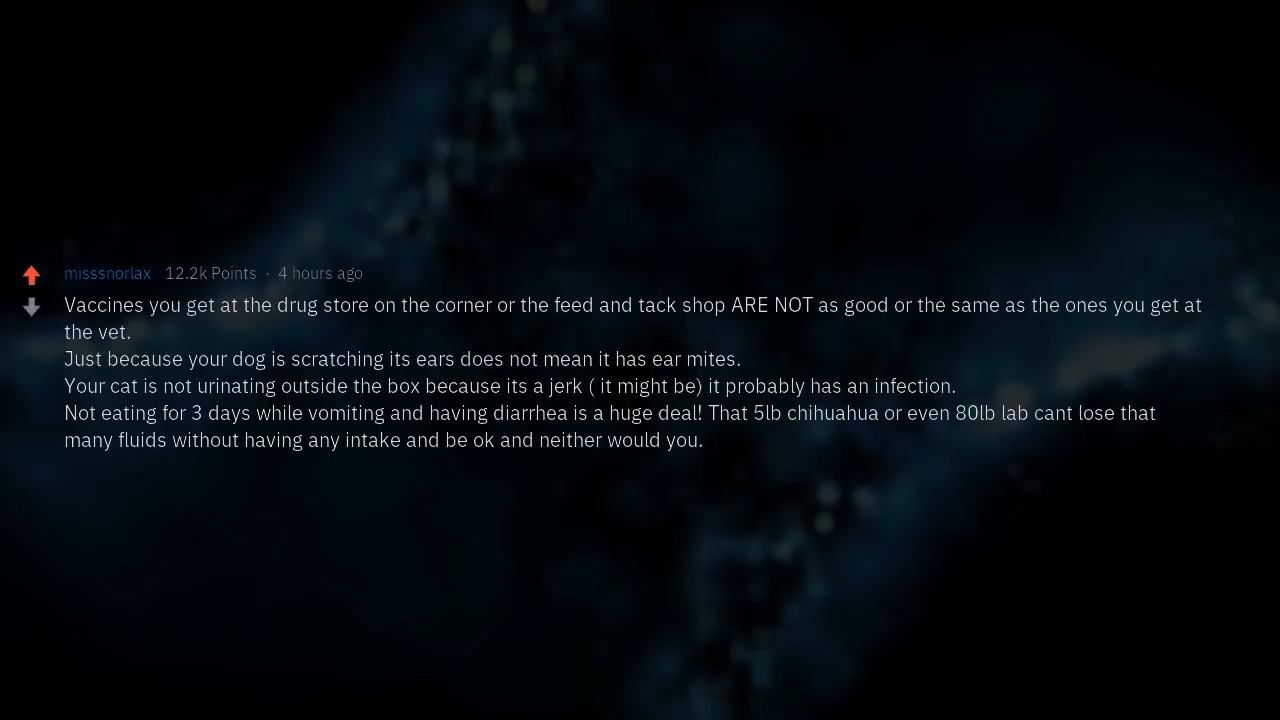 misssnorlax 12.2k Points · 4 hours ago
Vaccines you get at the drug store on the corner or the feed and tack shop ARE NOT as good or the same as the ones you get at
the vet.
Just because your dog is scratching its ears does not mean it has ear mites.
Your cat is not urinating outside the box because its a jerk ( it might be) it probably has an infection.
Not eating for 3 days while vomiting and having diarrhea is a huge deal! That 5lb chihuahua or even 80lb lab cant lose that
many fluids without having any intake and be ok and neither would you.